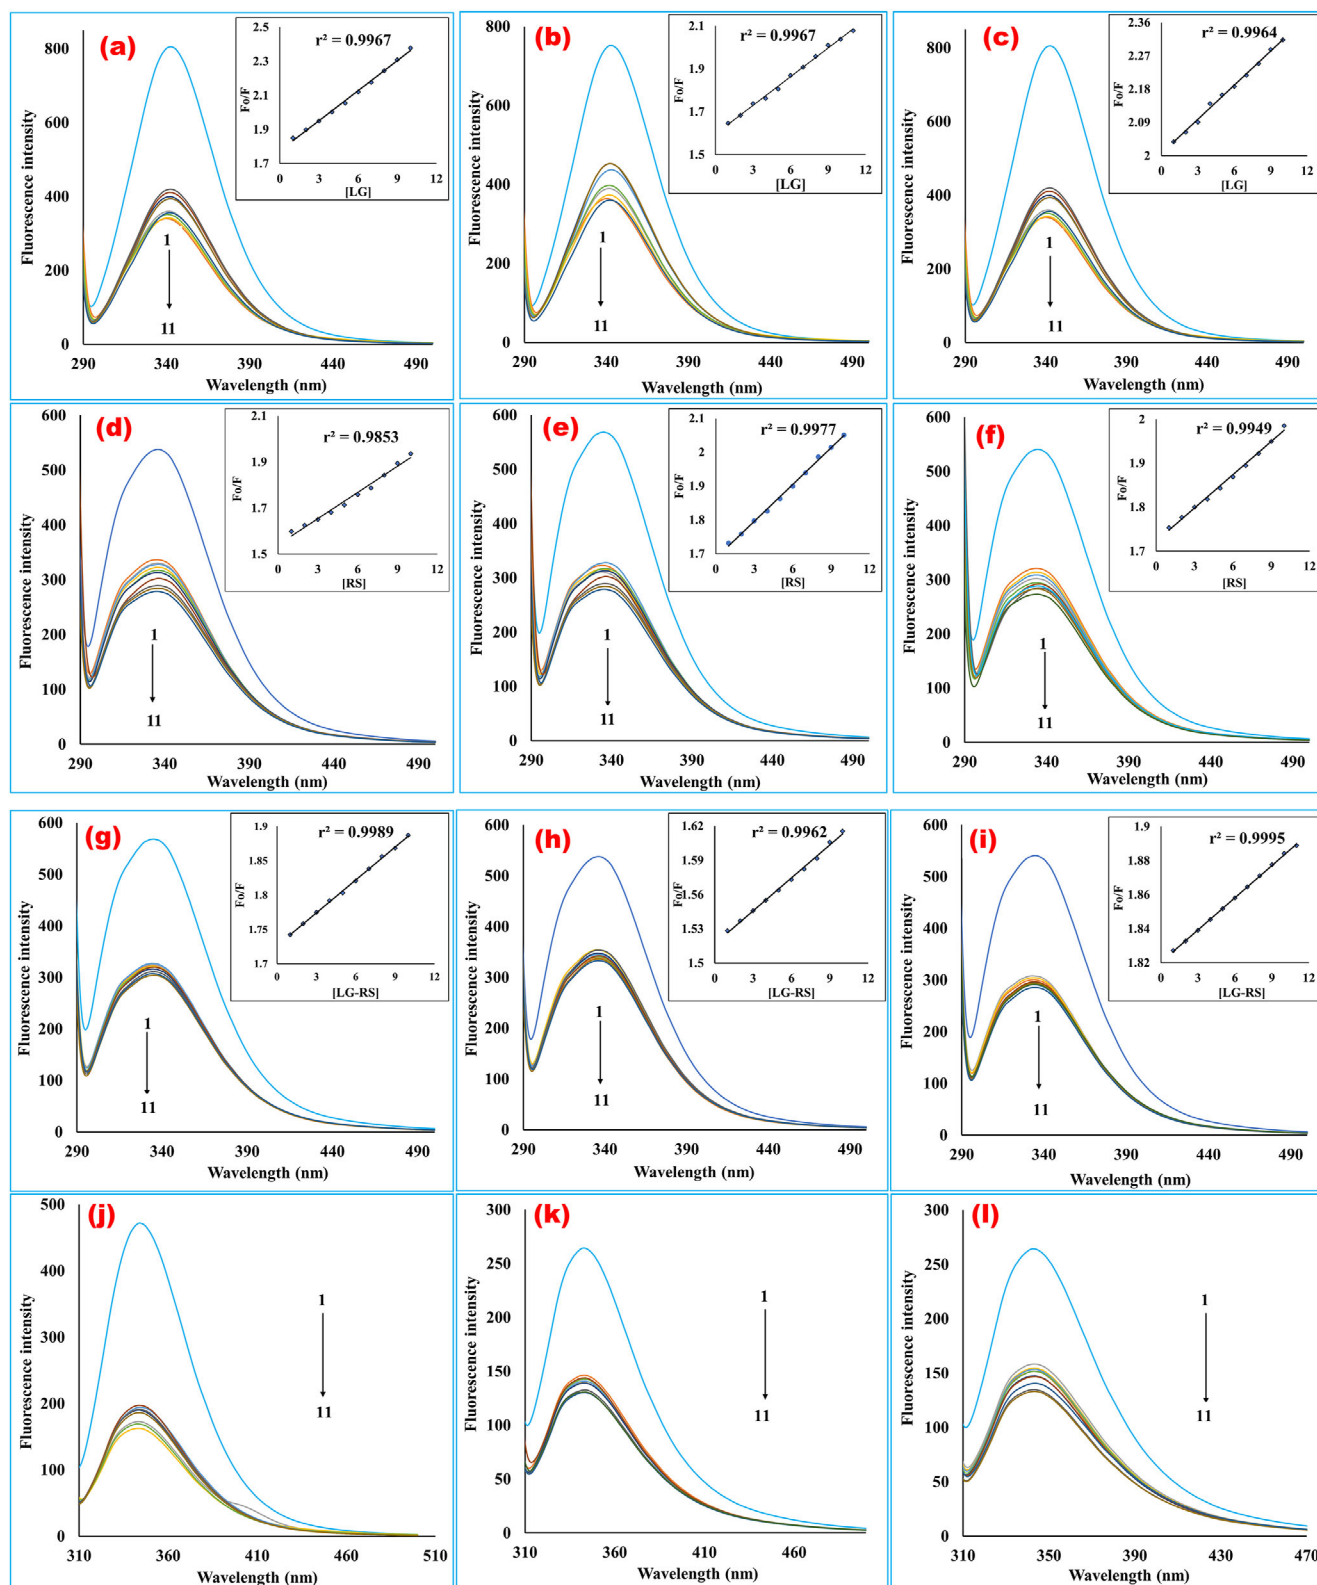 (a)
r² = 0.9967
Fo/F
2.5
2.3
2.1
1.9
1.7
0 3 6 9 12
[LG]
Fluorescence intensity
800
600
400
200
0
1
11
290 340 390 440 490
Wavelength (nm)
(b)
r² = 0.9967
Fo/F
2.1
1.9
1.7
1.5
0 3 6 9 12
[LG]
Fluorescence intensity
800
700
600
500
400
300
200
100
0
1
11
290 340 390 440 490
Wavelength (nm)
(c)
r² = 0.9964
Fo/F
2.36
2.27
2.18
2.09
2
0 3 6 9 12
[LG]
Fluorescence intensity
800
600
400
200
0
1
11
290 340 390 440 490
Wavelength (nm)
(d)
r² = 0.9853
Fo/F
2.1
1.9
1.7
1.5
0 3 6 9 12
[RS]
Fluorescence intensity
600
500
400
300
200
100
0
1
11
290 340 390 440 490
Wavelength (nm)
(e)
r² = 0.9977
Fo/F
2.1
2
1.9
1.8
1.7
0 3 6 9 12
[RS]
Fluorescence intensity
600
500
400
300
200
100
0
1
11
290 340 390 440 490
Wavelength (nm)
(f)
r² = 0.9949
Fo/F
2
1.9
1.8
1.7
0 3 6 9 12
[RS]
Fluorescence intensity
600
500
400
300
200
100
0
1
11
290 340 390 440 490
Wavelength (nm)
(g)
r² = 0.9989
Fo/F
1.9
1.85
1.8
1.75
1.7
0 3 6 9 12
[LG-RS]
Fluorescence intensity
600
500
400
300
200
100
0
1
11
290 340 390 440 490
Wavelength (nm)
(h)
r² = 0.9962
Fo/F
1.62
1.59
1.56
1.53
1.5
0 3 6 9 12
[LG-RS]
Fluorescence intensity
600
500
400
300
200
100
0
1
11
290 340 390 440 490
Wavelength (nm)
(i)
r² = 0.9995
Fo/F
1.9
1.88
1.86
1.84
1.82
0 3 6 9 12
[LG-RS]
Fluorescence intensity
600
500
400
300
200
100
0
1
11
290 340 390 440 490
Wavelength (nm)
(j)
Fluorescence intensity
500
400
300
200
100
0
1
11
310 360 410 460 510
Wavelength (nm)
(k)
Fluorescence intensity
300
250
200
150
100
50
0
1
11
310 360 410 460
Wavelength (nm)
(l)
Fluorescence intensity
300
250
200
150
100
50
0
1
11
310 350 390 430 470
Wavelength (nm)